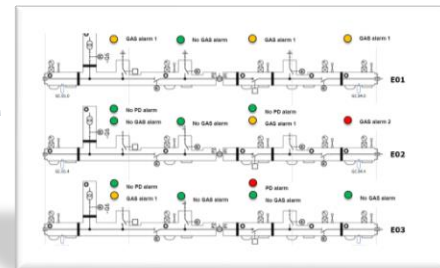 GAS alarm 1 No GAS alarm GAS alarm 1 GAS alarm 1
E01
No PD alarm No PD alarm
No GAS alarm No GAS alarm GAS alarm 1 GAS alarm 2
E02
No PD alarm PD alarm
GAS alarm 1 No GAS alarm No GAS alarm No GAS alarm
E03